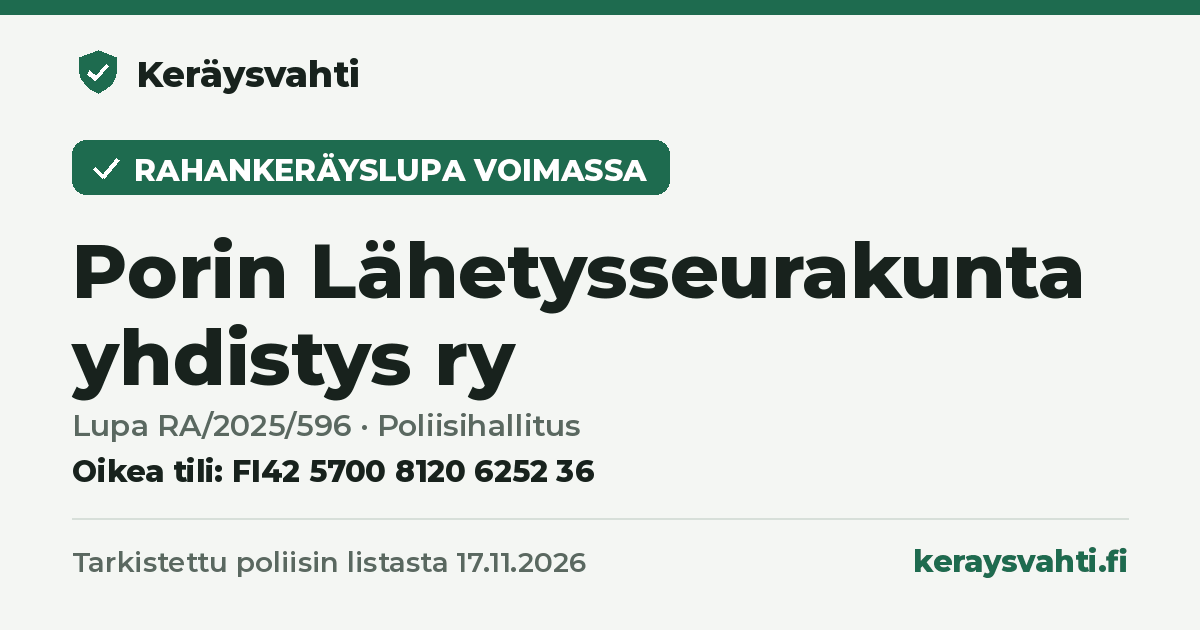 Keräysvahti
RAHANKERÄYSLUPA VOIMASSA
Porin Lähetysseurakunta
yhdistys ry
Lupa RA/2025/596 · Poliisihallitus
Oikea tili: FI42 5700 8120 6252 36
Tarkistettu poliisin listasta 17.11.2026
keraysvahti.fi